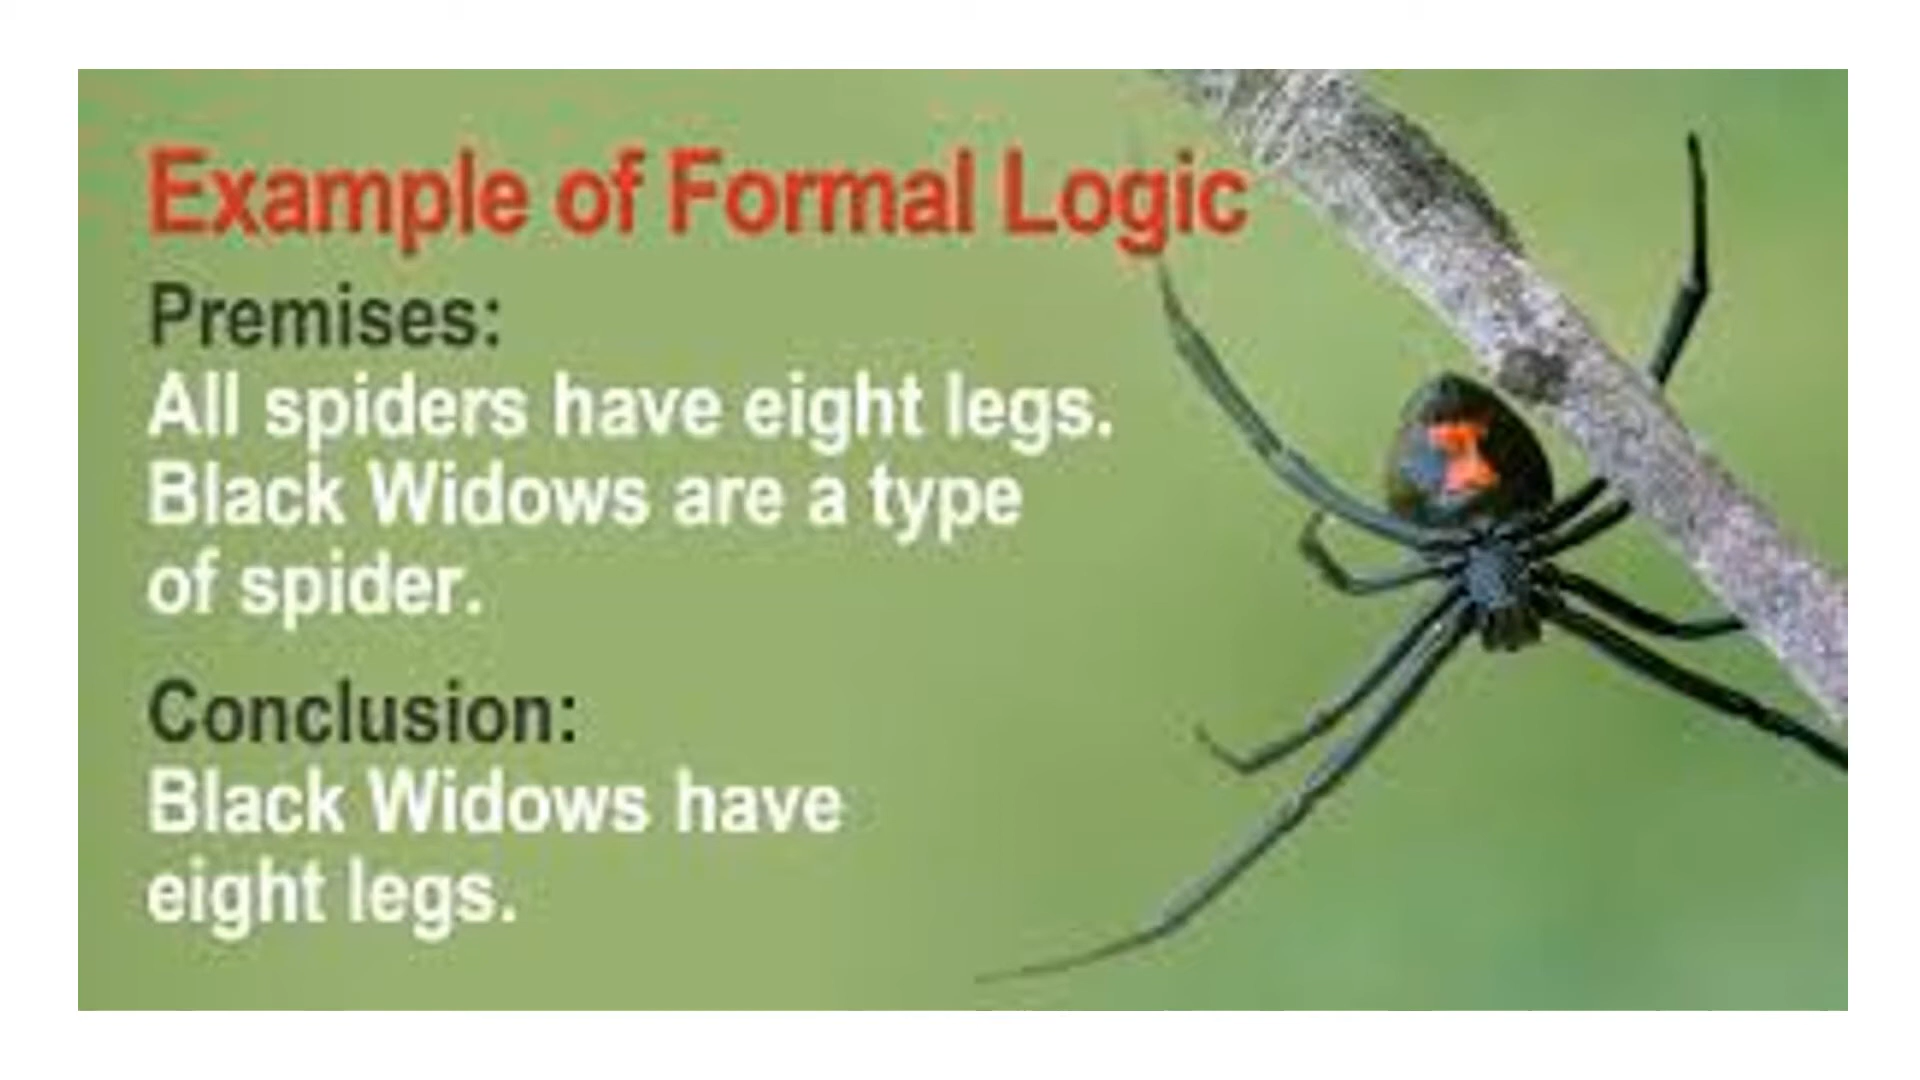 Example of Formal Logic
Premises:
All spiders have eight legs.
Black Widows are a type
of spider.
Conclusion:
Black Widows have
eight legs.